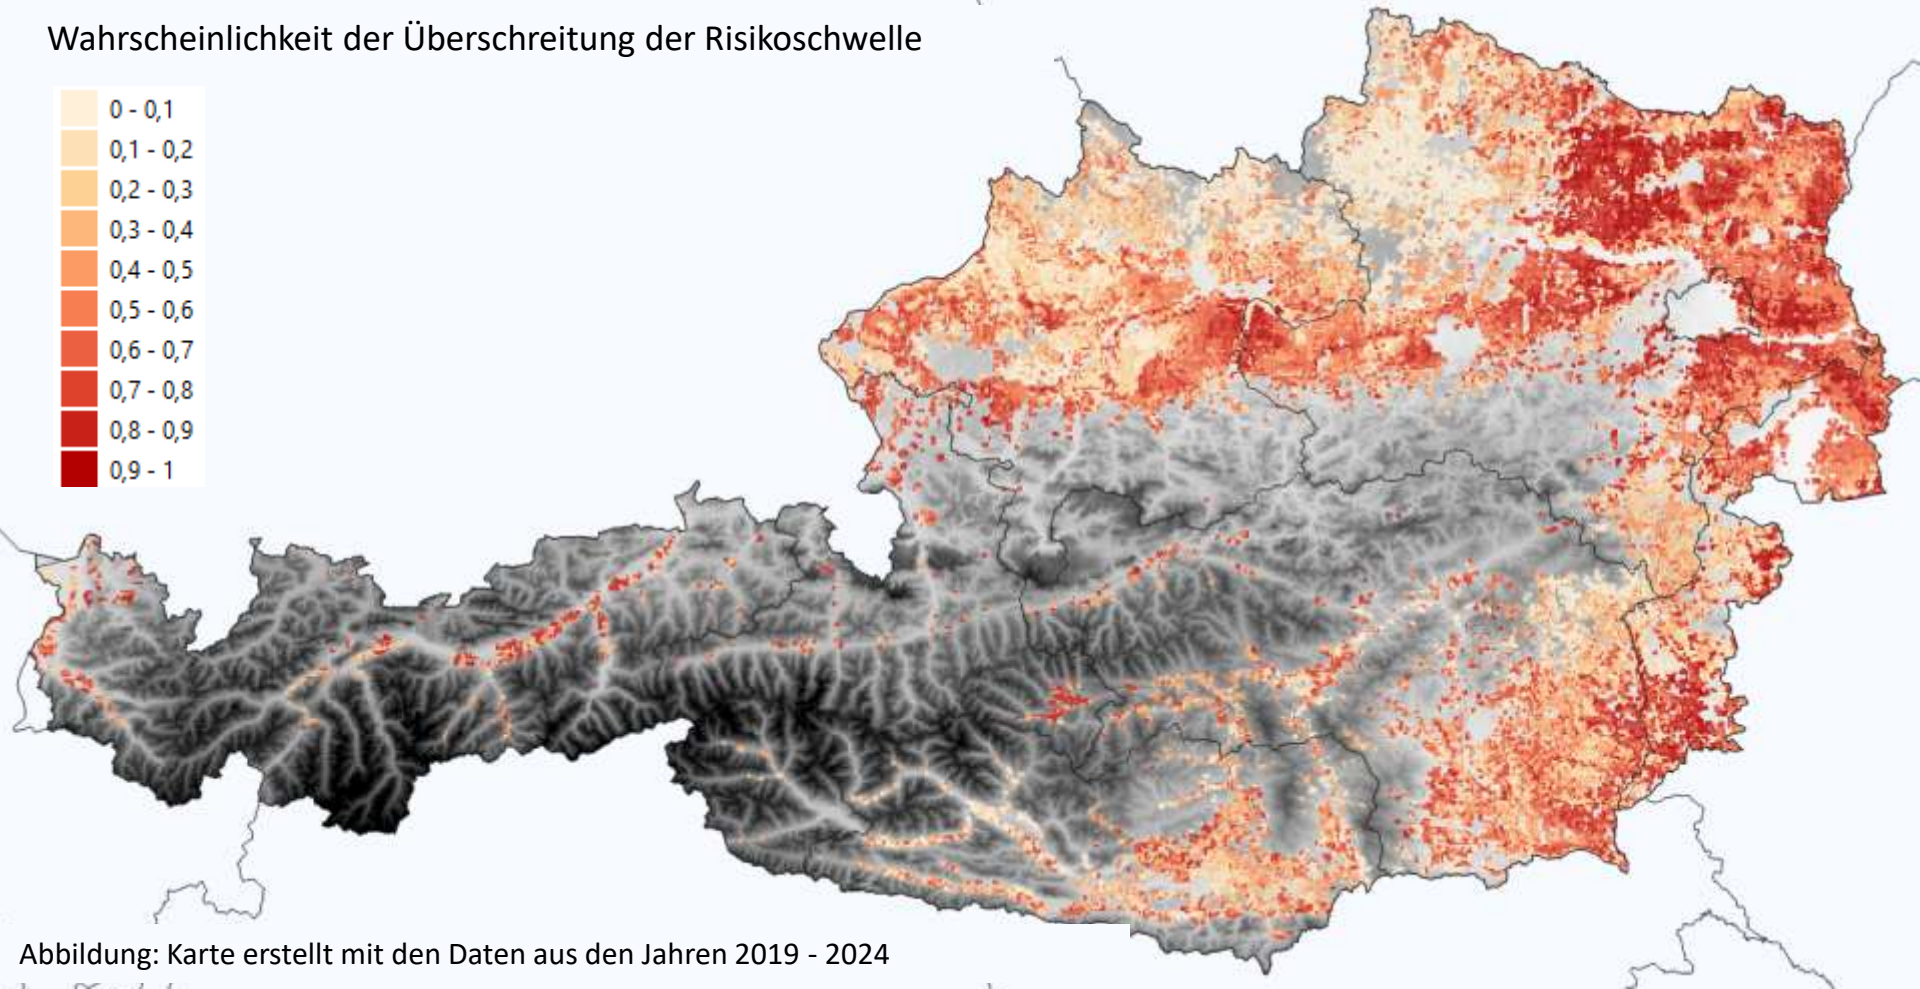 Wahrscheinlichkeit der Überschreitung der Risikoschwelle
0 - 0,1
0,1 - 0,2
0,2 - 0,3
0,3 - 0,4
0,4 - 0,5
0,5 - 0,6
0,6 - 0,7
0,7 - 0,8
0,8 - 0,9
0,9 - 1
Abbildung: Karte erstellt mit den Daten aus den Jahren 2019 - 2024